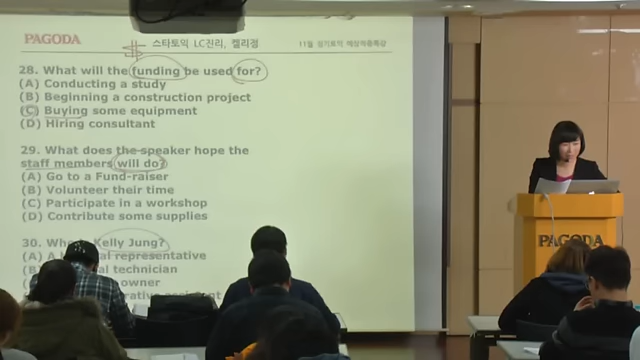 PAGODA
스타토익 LC진리, 켈리정
11월 정기토익 예상적중특강
28. What will the funding be used for?
(A) Conducting a study
(B) Beginning a construction project
(C) Buying some equipment
(D) Hiring consultant
29. What does the speaker hope the
staff members will do?
(A) Go to a Fund-raiser
(B) Volunteer their time
(C) Participate in a workshop
(D) Contribute some supplies
30. Kelly Jung?
(A) representative
technician
owner
PAGODA